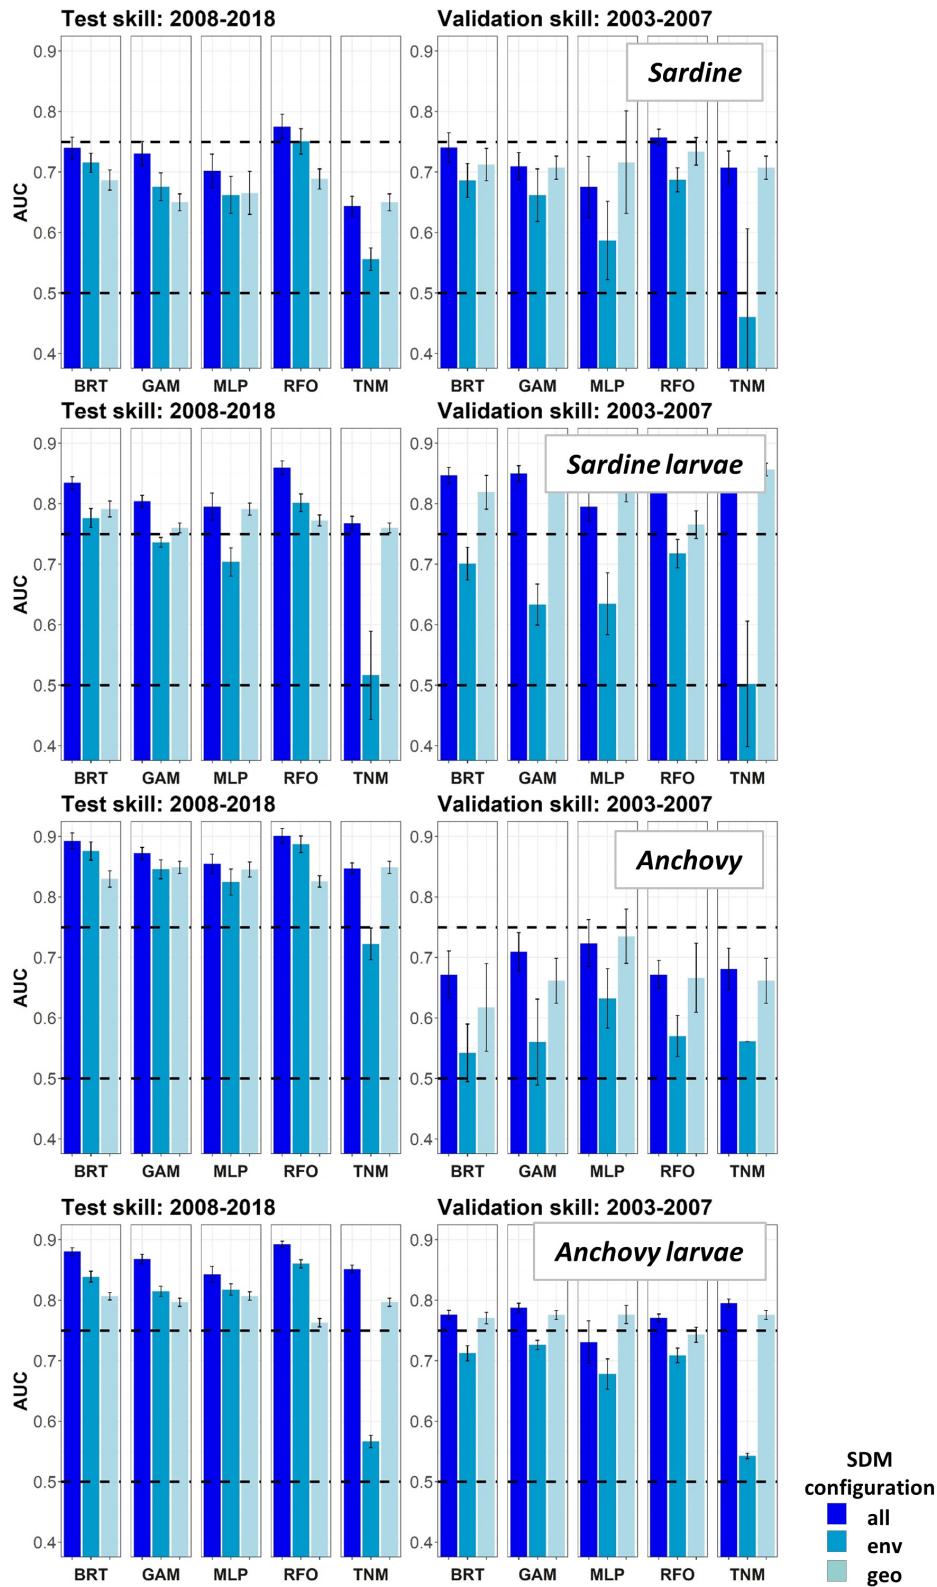 Test skill: 2008-2018 Validation skill: 2003-2007
Sardine
0.9
0.8
0.7
0.6
0.5
0.4
AUC
BRT GAM MLP RFO TNM BRT GAM MLP RFO TNM
Test skill: 2008-2018 Validation skill: 2003-2007
Sardine larvae
0.9
0.8
0.7
0.6
0.5
0.4
AUC
BRT GAM MLP RFO TNM BRT GAM MLP RFO TNM
Test skill: 2008-2018 Validation skill: 2003-2007
Anchovy
0.9
0.8
0.7
0.6
0.5
0.4
AUC
BRT GAM MLP RFO TNM BRT GAM MLP RFO TNM
Test skill: 2008-2018 Validation skill: 2003-2007
Anchovy larvae
0.9
0.8
0.7
0.6
0.5
0.4
AUC
BRT GAM MLP RFO TNM BRT GAM MLP RFO TNM
SDM
configuration
all
env
geo